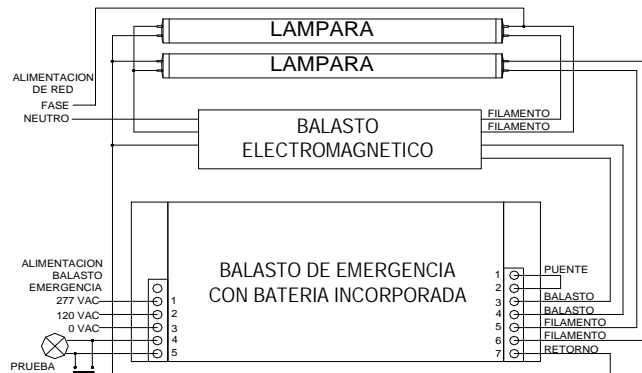 LAMPARA
LAMPARA
ALIMENTACION
DE RED
FASE
NEUTRO
FILAMENTO
FILAMENTO
BALASTO
ELECTROMAGNETICO
ALIMENTACION
BALASTO
EMERGENCIA
277 VAC
120 VAC
0 VAC
PRUEBA
1
2
3
4
5
BALASTO DE EMERGENCIA
CON BATERIA INCORPORADA
1
2
3
4
5
6
7
PUENTE
BALASTO
BALASTO
FILAMENTO
FILAMENTO
RETORNO